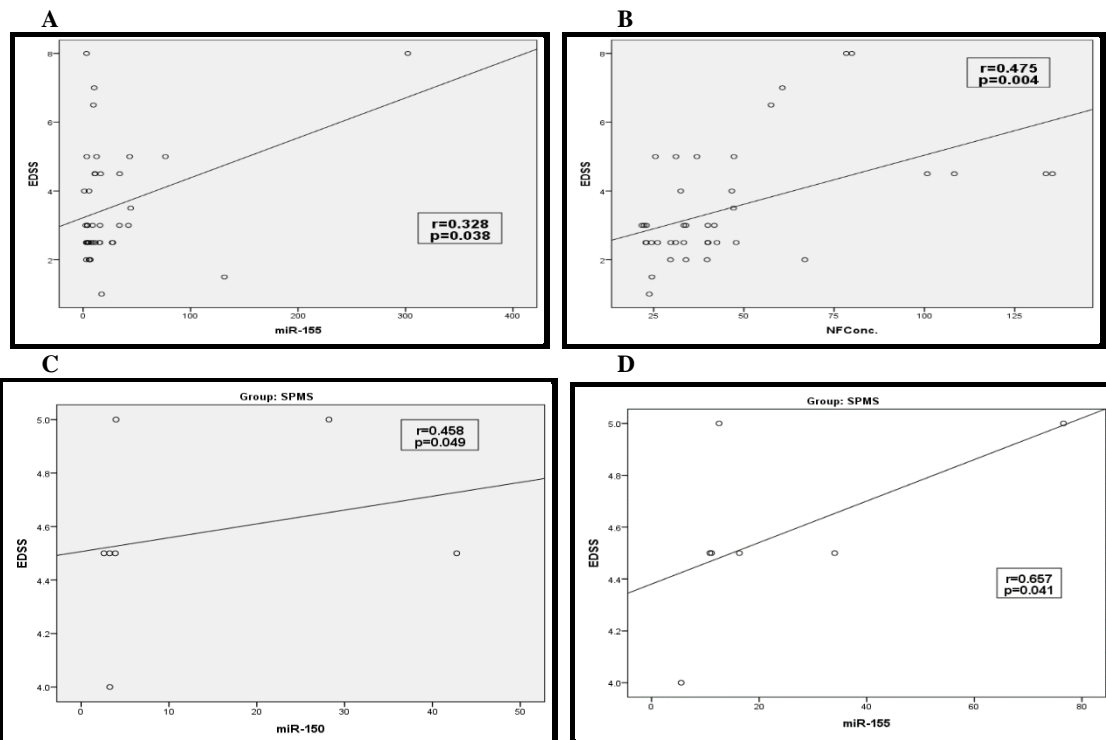 A
EDSS
8
6
4
2
r=0.328
p=0.038
0
100
200
300
400
miR-155
B
EDSS
8
6
4
2
r=0.475
p=0.004
25
50
75
100
125
NFConc.
C
Group: SPMS
EDSS
5.0
4.8
4.6
4.4
4.2
4.0
r=0.458
p=0.049
0
10
20
30
40
50
miR-150
D
Group: SPMS
EDSS
5.0
4.8
4.6
4.4
4.2
4.0
r=0.657
p=0.041
0
20
40
60
80
miR-155